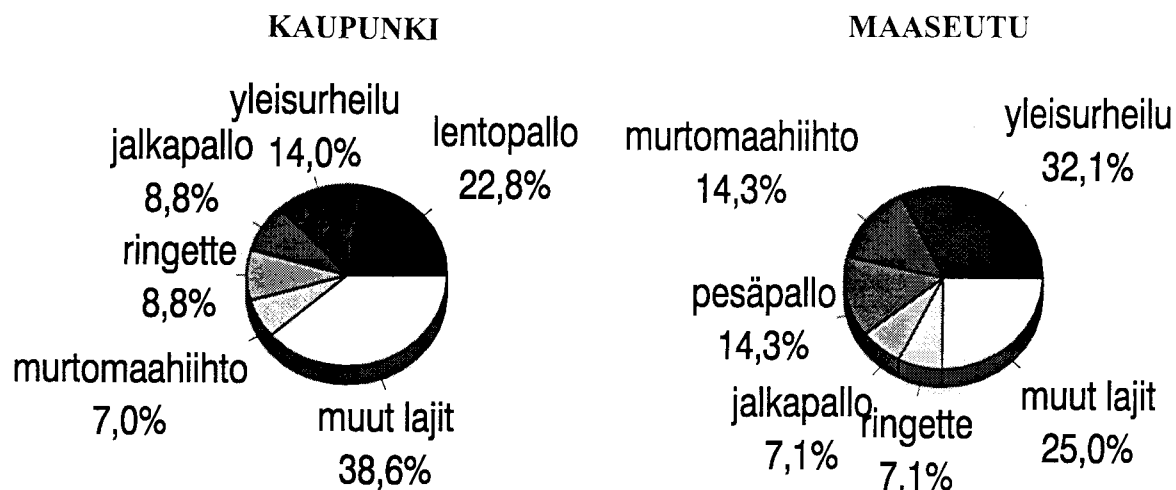 KAUPUNKI
yleisurheilu
14,0%
lentopallo
22,8%
jalkapallo
8,8%
ringette
8,8%
murtomaahiihto
7,0%
muut lajit
38,6%
MAASEUTU
yleisurheilu
32,1%
murtomaahiihto
14,3%
pesäpallo
14,3%
jalkapallo
7,1%
ringette
7,1%
muut lajit
25,0%